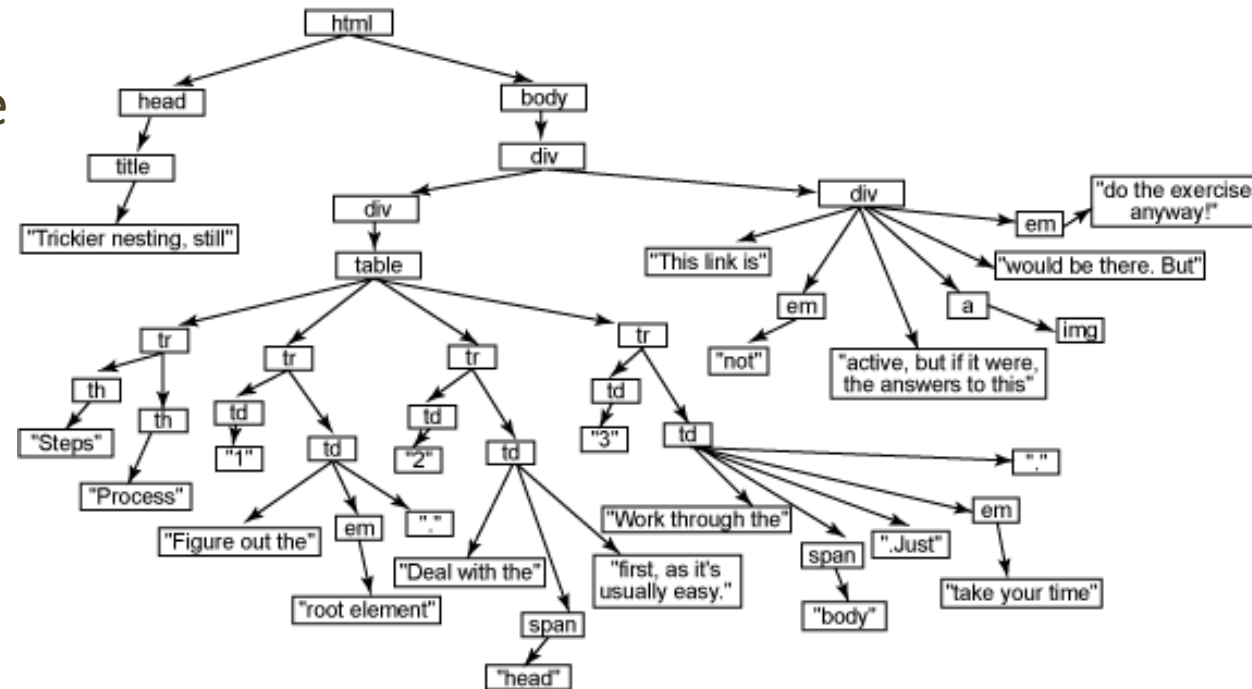 html
e
head
body
title
div
"Trickier nesting, still"
div
div
"do the exercise
anyway!"
em
table
"This link is"
"would be there. But"
em
a
img
"not"
"active, but if it were,
the answers to this"
tr
tr
tr
tr
th
th
"Steps"
"Process"
td
"1"
td
td
"2"
td
td
"3"
td
"."
"Figure out the"
em
"."
"root element"
"Deal with the"
"first, as it's
usually easy."
span
"head"
"Work through the"
span
"body"
".Just"
em
"take your time"